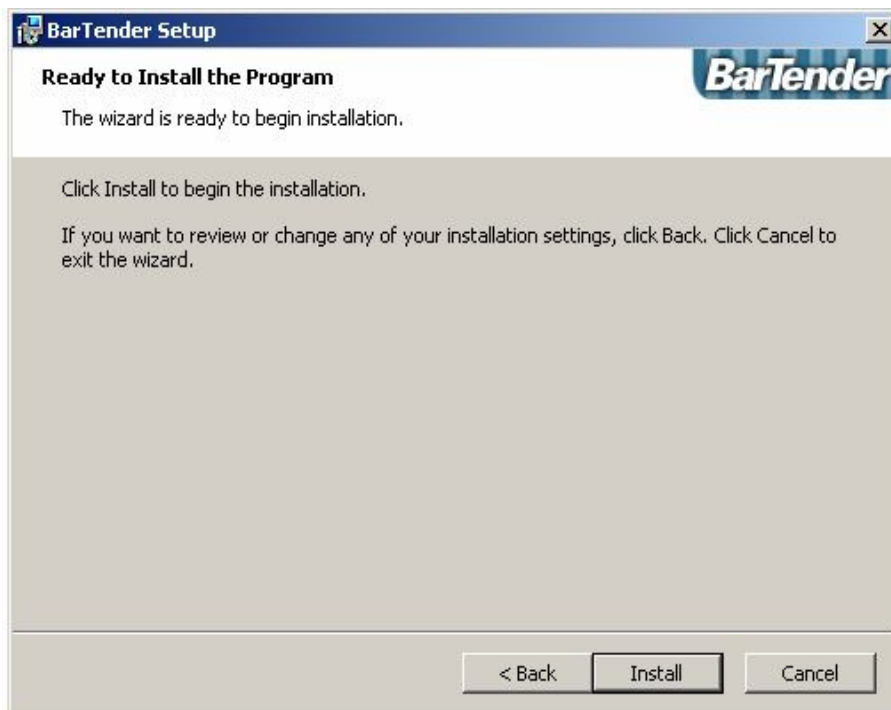 BarTender Setup
Ready to Install the Program
BarTender
The wizard is ready to begin installation.
Click Install to begin the installation.
If you want to review or change any of your installation settings, click Back. Click Cancel to
exit the wizard.
< Back
Install
Cancel